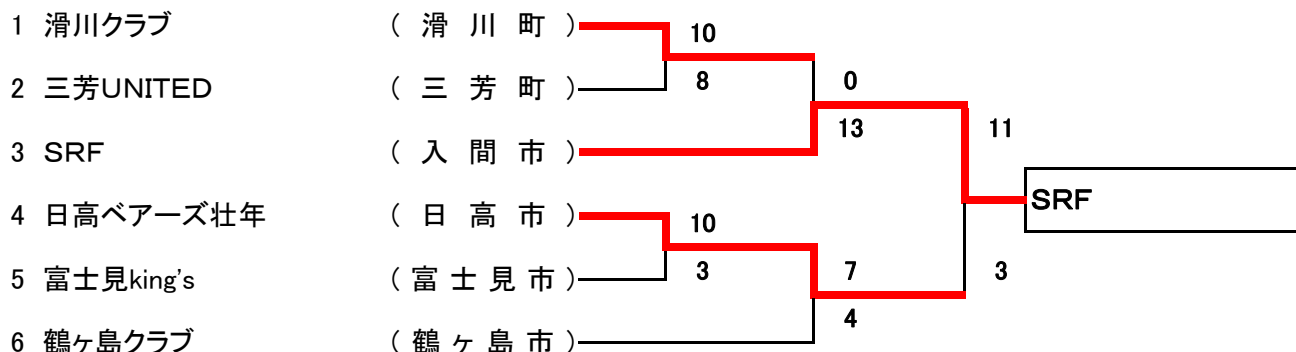 1 滑川クラブ ( 滑 川 町 ) 10
2 三芳UNITED ( 三 芳 町 ) 8 0
3 SRF ( 入 間 市 ) 13 11
SRF
4 日高ベアーズ壮年 ( 日 高 市 ) 10
5 富士見king's ( 富 士 見 市 ) 3 7 3
6 鶴ヶ島クラブ ( 鶴 ヶ 島 市 ) 4